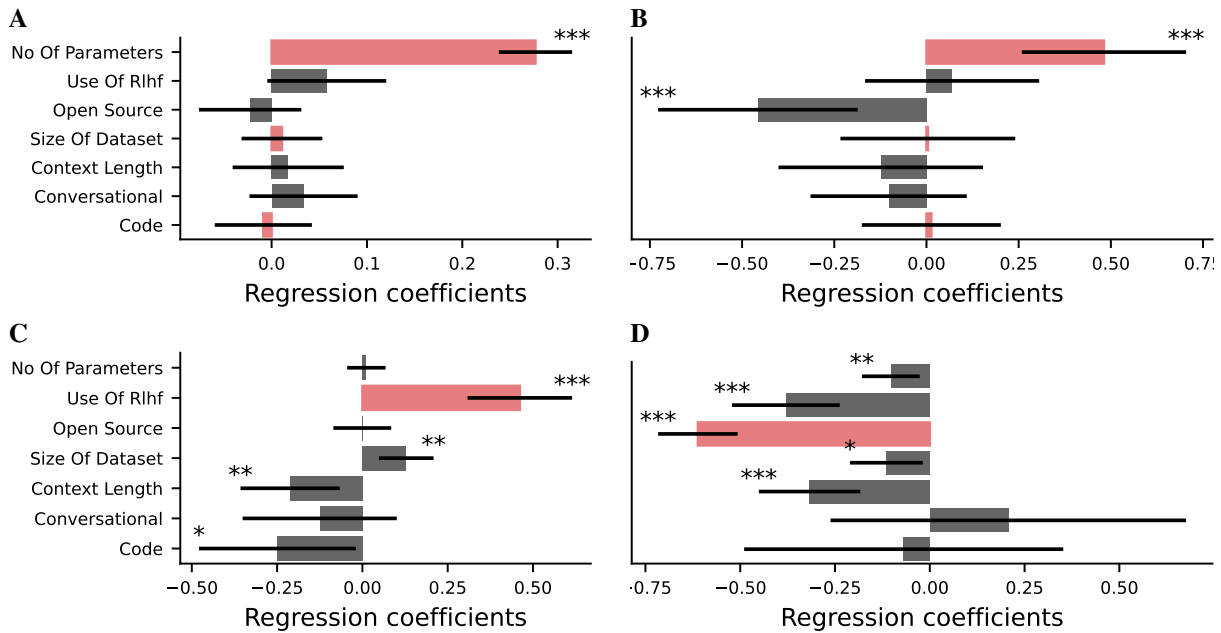 A
No Of Parameters
Use Of Rlhf
Open Source
Size Of Dataset
Context Length
Conversational
Code
***
0.0 0.1 0.2 0.3
Regression coefficients
B
***
***
-0.75 −0.50 −0.25 0.00 0.25 0.50 0.75
Regression coefficients
C
No Of Parameters
Use Of Rlhf
Open Source
Size Of Dataset
Context Length
Conversational
Code
***
**
**
*
−0.50 −0.25 0.00 0.25 0.50
Regression coefficients
D
**
***
***
*
***
-0.75 −0.50 −0.25 0.00 0.25 0.50
Regression coefficients